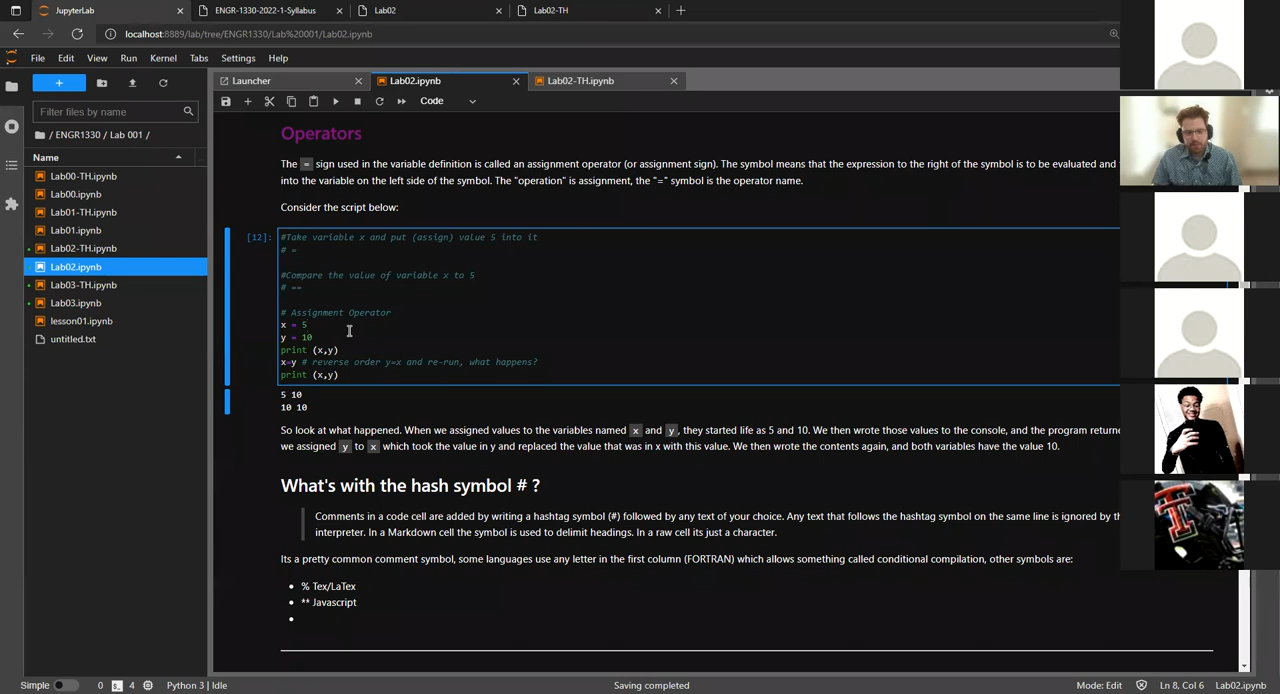 JupyterLab
ENGR-1330-2022-1-Syllabus
Lab02
Lab02-TH
localhost:8889/lab/tree/ENGR1330/Lab%20001/Lab02.ipynb
File Edit View Run Kernel Tabs Settings Help
Launcher
Lab02.ipynb
Lab02-TH.ipynb
Code
Filter files by name
/ ENGR1330 / Lab 001 /
Name
Lab00-TH.ipynb
Lab00.ipynb
Lab01-TH.ipynb
Lab01.ipynb
Lab02-TH.ipynb
Lab02.ipynb
Lab03-TH.ipynb
Lab03.ipynb
lesson01.ipynb
untitled.txt
Operators
The = sign used in the variable definition is called an assignment operator (or assignment sign). The symbol means that the expression to the right of the symbol is to be evaluated and
into the variable on the left side of the symbol. The "operation" is assignment, the "=" symbol is the operator name.
Consider the script below:
[12]:
#Take variable x and put (assign) value 5 into it
# =
#Compare the value of variable x to 5
# ==
# Assignment Operator
x = 5
y = 10
print (x,y)
x=y # reverse order y=x and re-run, what happens?
print (x,y)
5 10
10 10
So look at what happened. When we assigned values to the variables named x and y, they started life as 5 and 10. We then wrote those values to the console, and the program returne
we assigned y to x which took the value in y and replaced the value that was in x with this value. We then wrote the contents again, and both variables have the value 10.
What's with the hash symbol # ?
Comments in a code cell are added by writing a hashtag symbol (#) followed by any text of your choice. Any text that follows the hashtag symbol on the same line is ignored by th
interpreter. In a Markdown cell the symbol is used to delimit headings. In a raw cell its just a character.
Its a pretty common comment symbol, some languages use any letter in the first column (FORTRAN) which allows something called conditional compilation, other symbols are:
• % Tex/LaTex
• ** Javascript
•
Simple 0 4 Python 3 | Idle Saving completed Mode: Edit Ln 8, Col 6 Lab02.ipynb